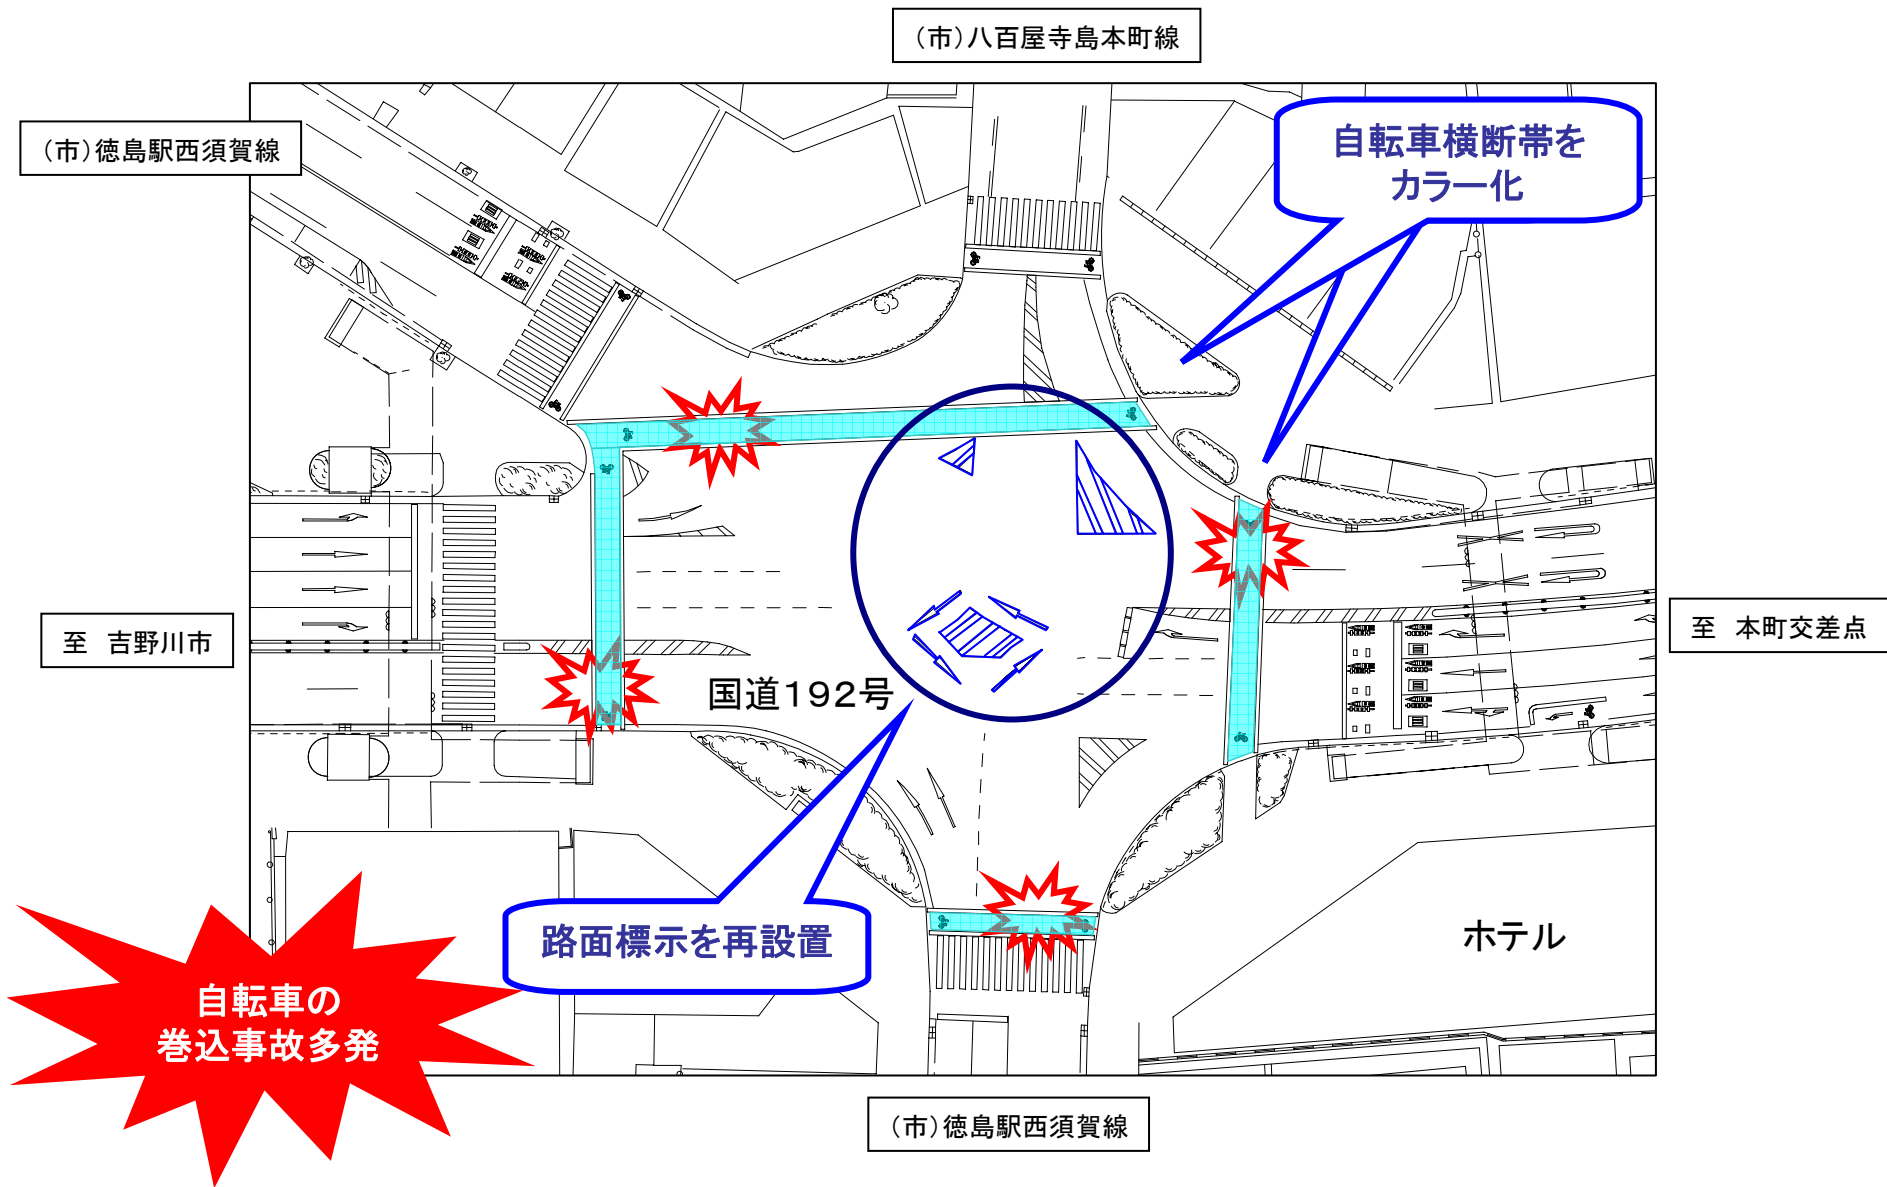 （市）八百屋寺島本町線
（市）徳島駅西須賀線
自転車横断帯を
カラー化
至　吉野川市
至　本町交差点
国道１９２号
路面標示を再設置
ホテル
自転車の
巻込事故多発
（市）徳島駅西須賀線